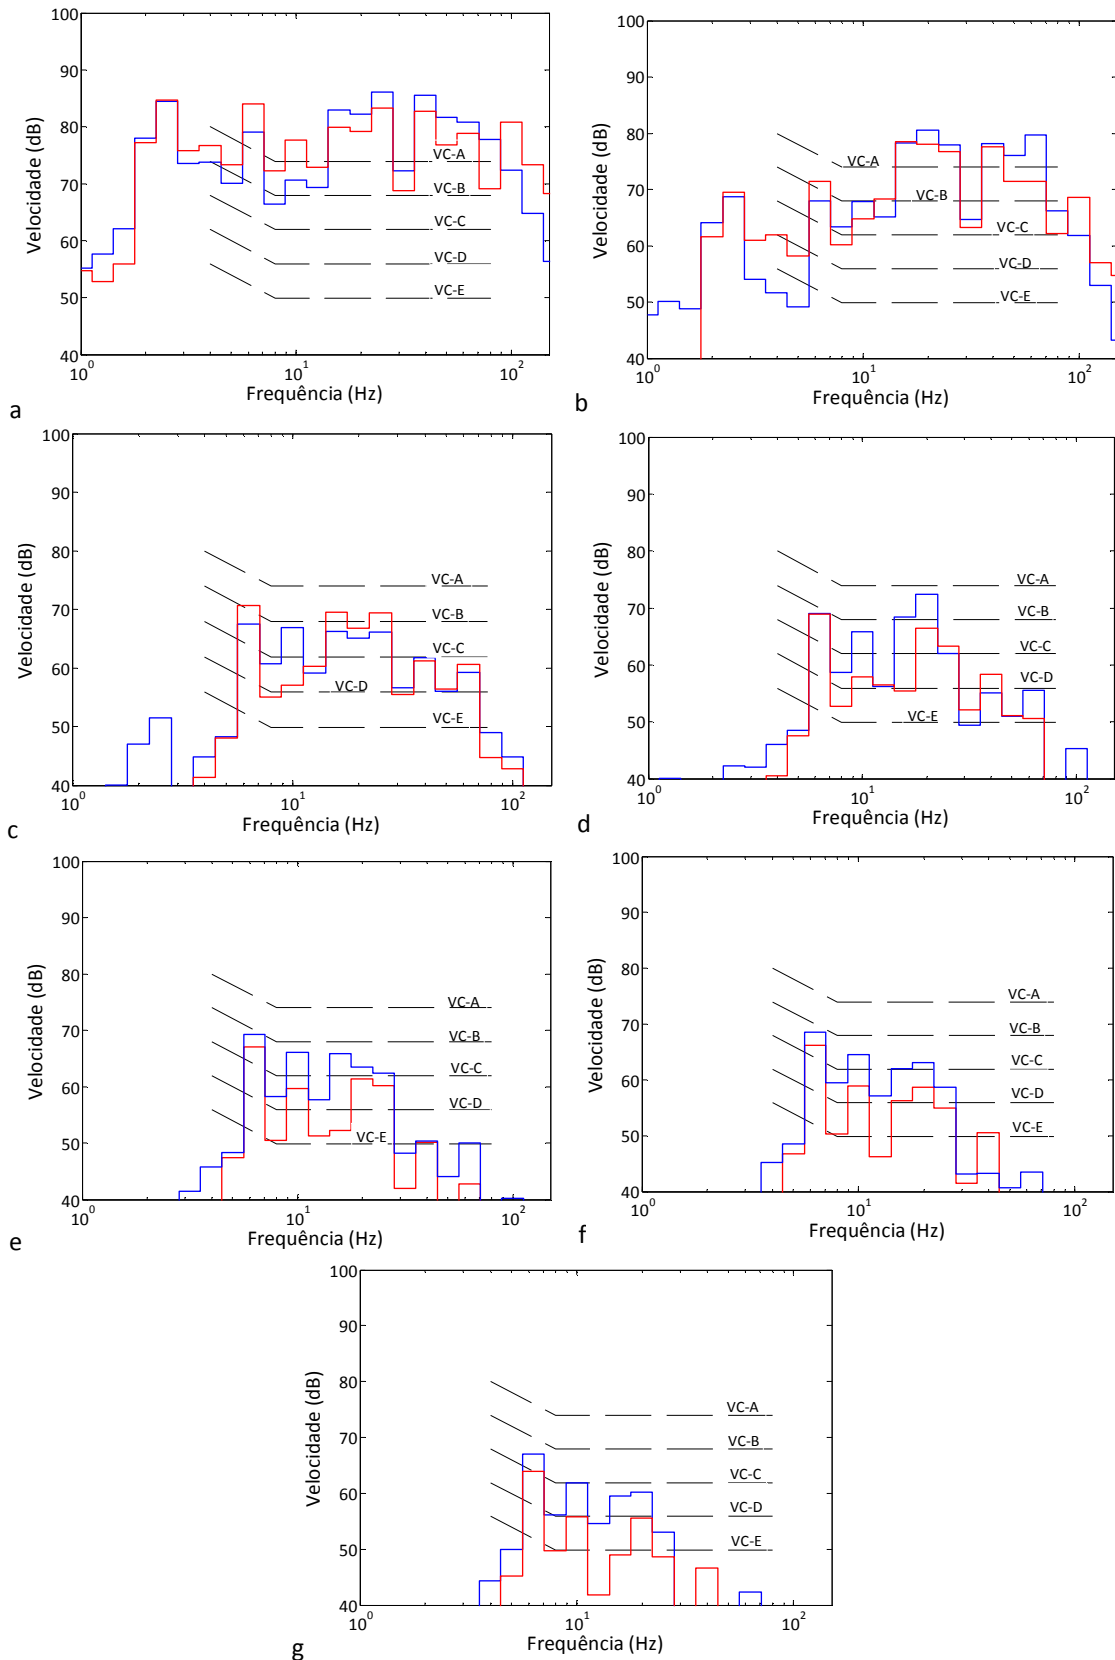 100
90
80
70
60
50
40
Velocidade (dB)
VC-A
VC-B
VC-C
VC-D
VC-E
10^0
10^1
10^2
Frequência (Hz)
a
100
90
80
70
60
50
40
Velocidade (dB)
VC-A
VC-B
VC-C
VC-D
VC-E
10^0
10^1
10^2
Frequência (Hz)
b
100
90
80
70
60
50
40
Velocidade (dB)
VC-A
VC-B
VC-C
VC-D
VC-E
10^0
10^1
10^2
Frequência (Hz)
c
100
90
80
70
60
50
40
Velocidade (dB)
VC-A
VC-B
VC-C
VC-D
VC-E
10^0
10^1
10^2
Frequência (Hz)
d
100
90
80
70
60
50
40
Velocidade (dB)
VC-A
VC-B
VC-C
VC-D
VC-E
10^0
10^1
10^2
Frequência (Hz)
e
100
90
80
70
60
50
40
Velocidade (dB)
VC-A
VC-B
VC-C
VC-D
VC-E
10^0
10^1
10^2
Frequência (Hz)
f
100
90
80
70
60
50
40
Velocidade (dB)
VC-A
VC-B
VC-C
VC-D
VC-E
10^0
10^1
10^2
Frequência (Hz)
g